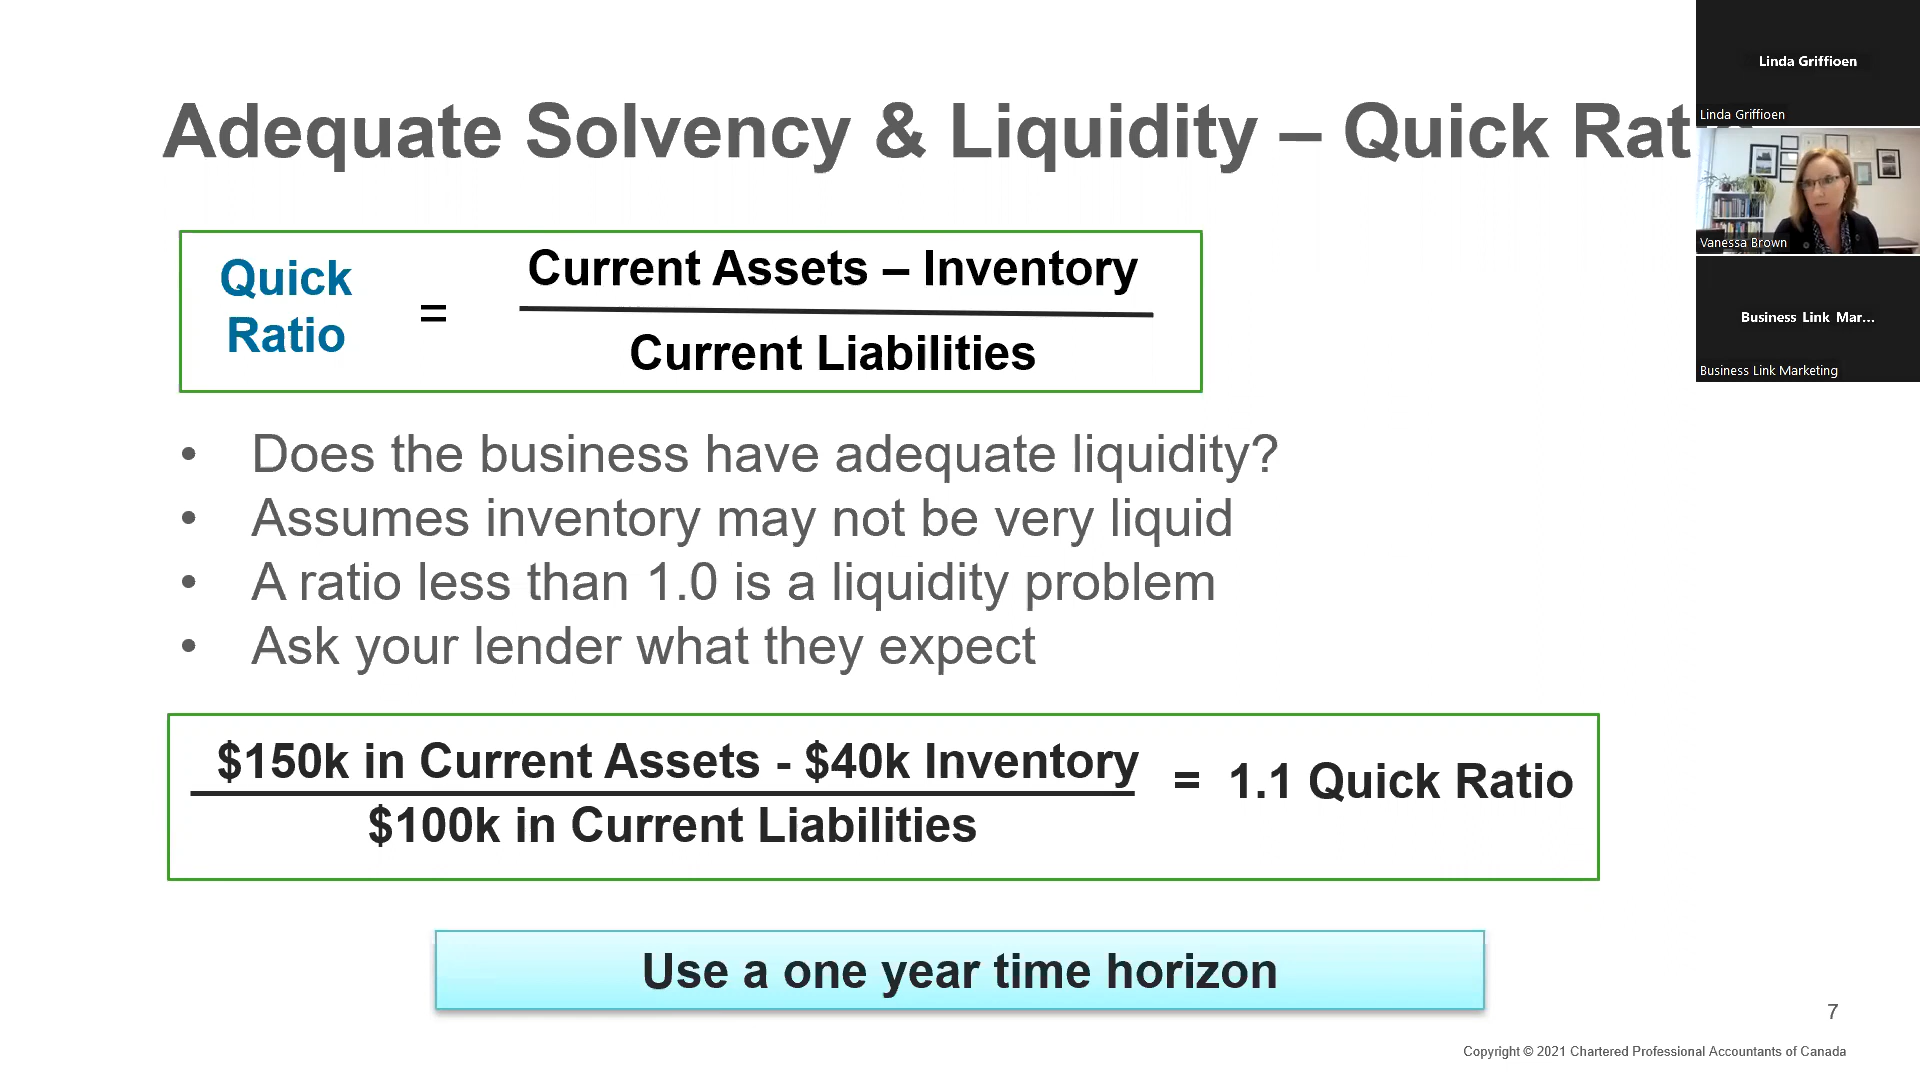 Adequate Solvency & Liquidity – Quick Rat
Quick
Ratio
=
Current Assets – Inventory
Current Liabilities
• Does the business have adequate liquidity?
• Assumes inventory may not be very liquid
• A ratio less than 1.0 is a liquidity problem
• Ask your lender what they expect
$150k in Current Assets - $40k Inventory
$100k in Current Liabilities
= 1.1 Quick Ratio
Use a one year time horizon
7
Copyright © 2021 Chartered Professional Accountants of Canada
Linda Griffioen
Linda Griffioen
Vanessa Brown
Business Link Mar...
Business Link Marketing